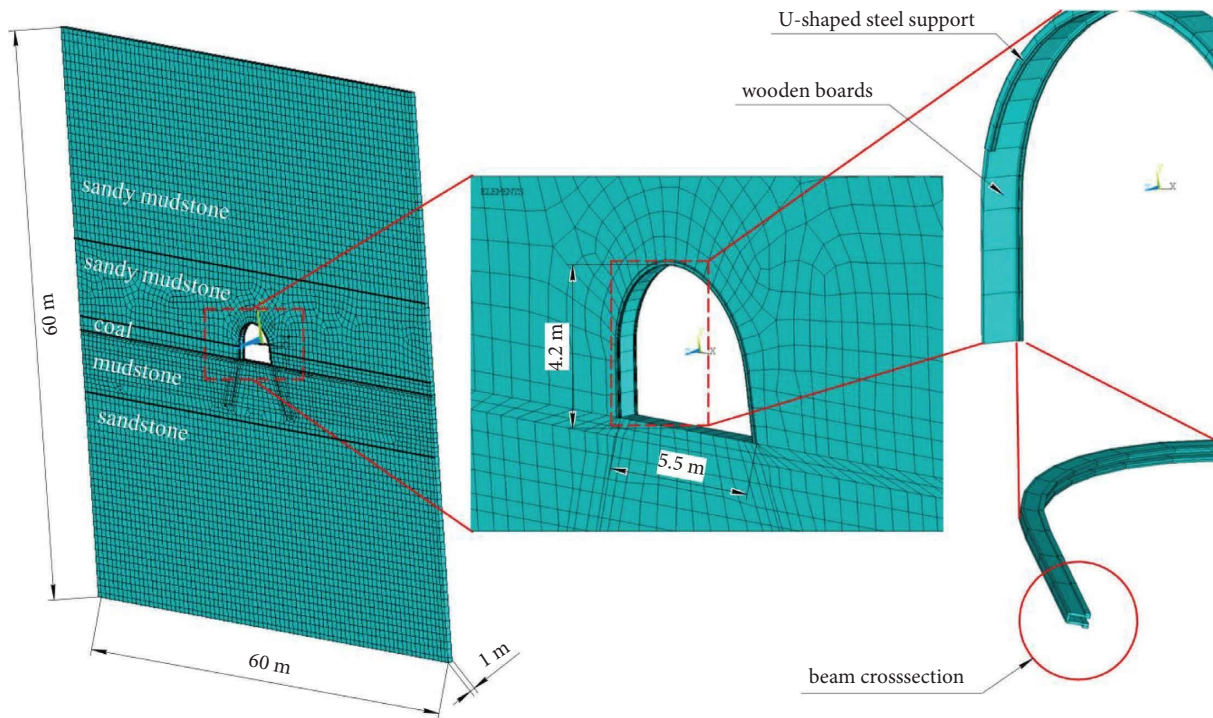 U-shaped steel support
wooden boards
sandy mudstone
sandy mudstone
coal
mudstone
sandstone
60 m
60 m
1 m
ELEMENTS
4.2 m
5.5 m
X
Y
X
beam crosssection